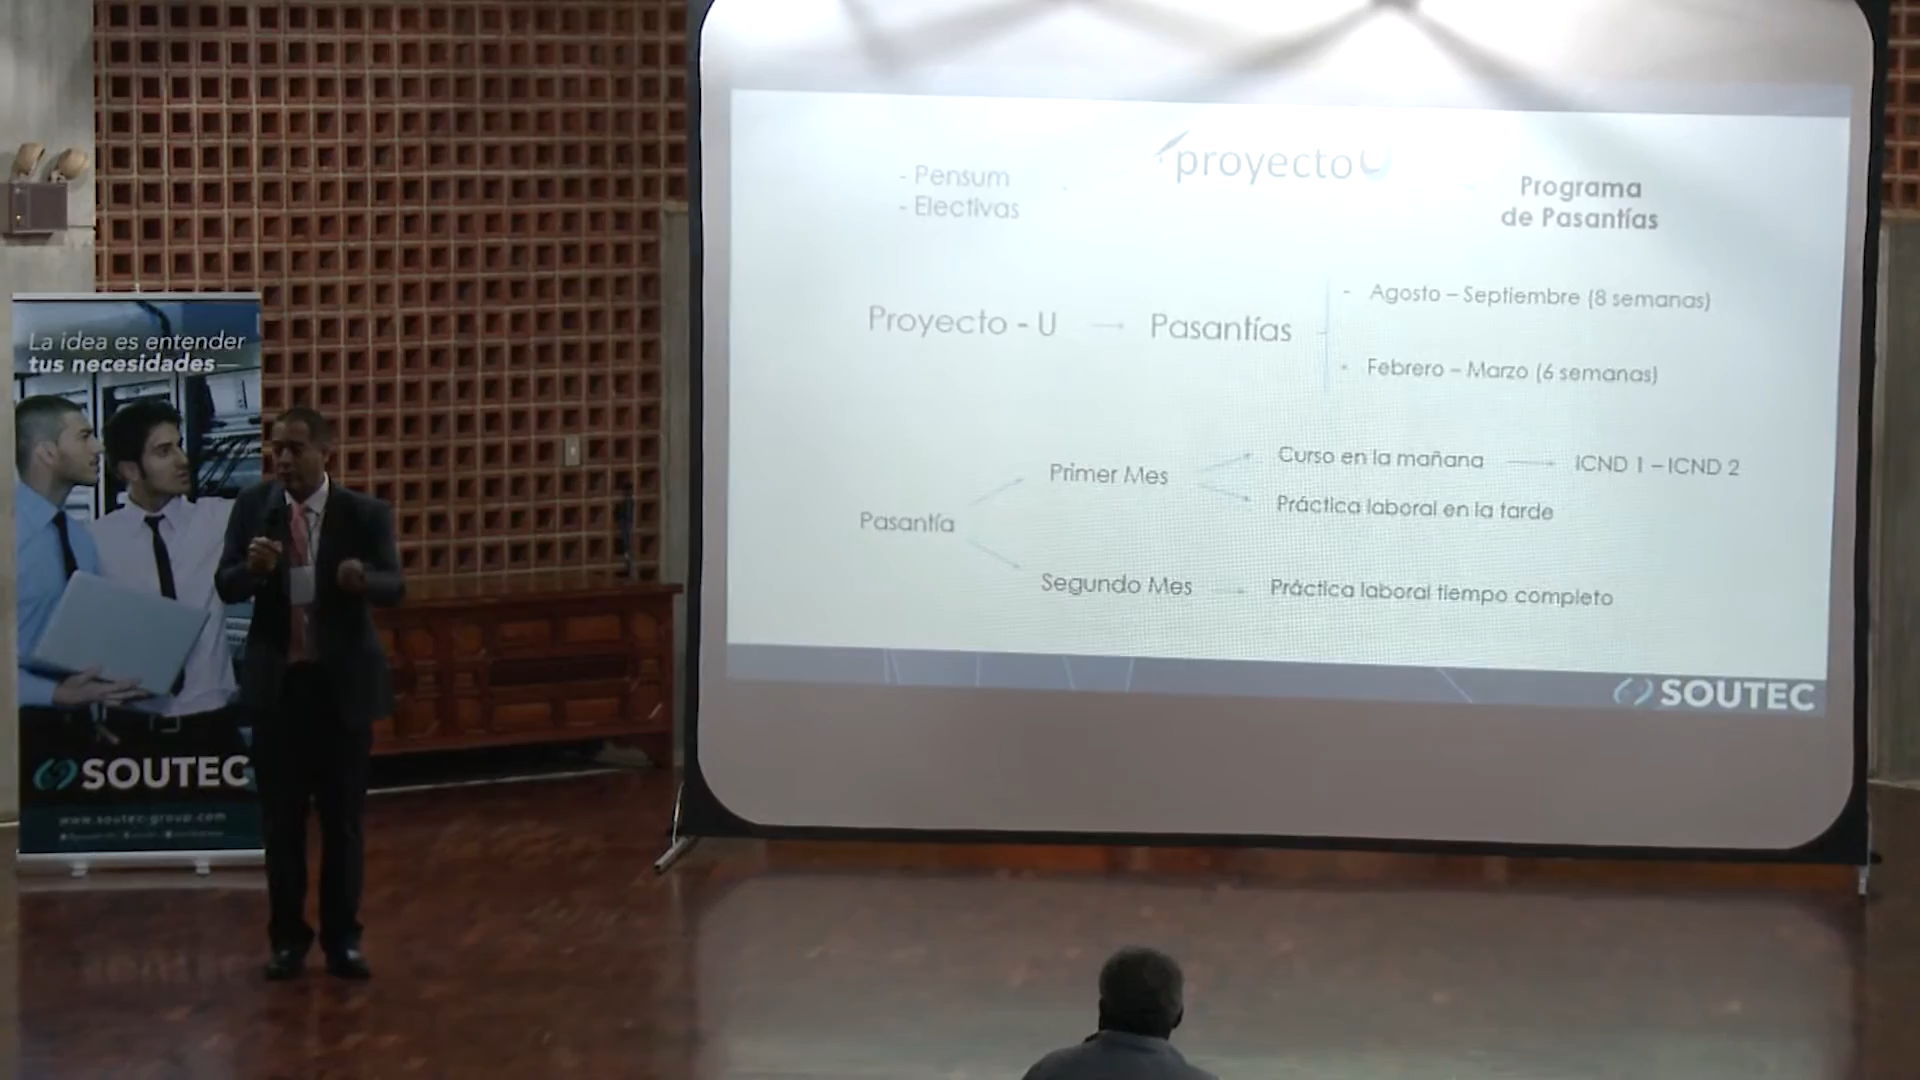 La idea es entender
tus necesidades
SOUTEC
www.soutec-group.com
proyectoU
- Pensum
- Electivas
Programa
de Pasantías
Proyecto - U
Pasantías
- Agosto – Septiembre (8 semanas)
- Febrero – Marzo (6 semanas)
Pasantía
Primer Mes
Curso en la mañana
ICND 1 – ICND 2
Práctica laboral en la tarde
Segundo Mes
Práctica laboral tiempo completo
SOUTEC